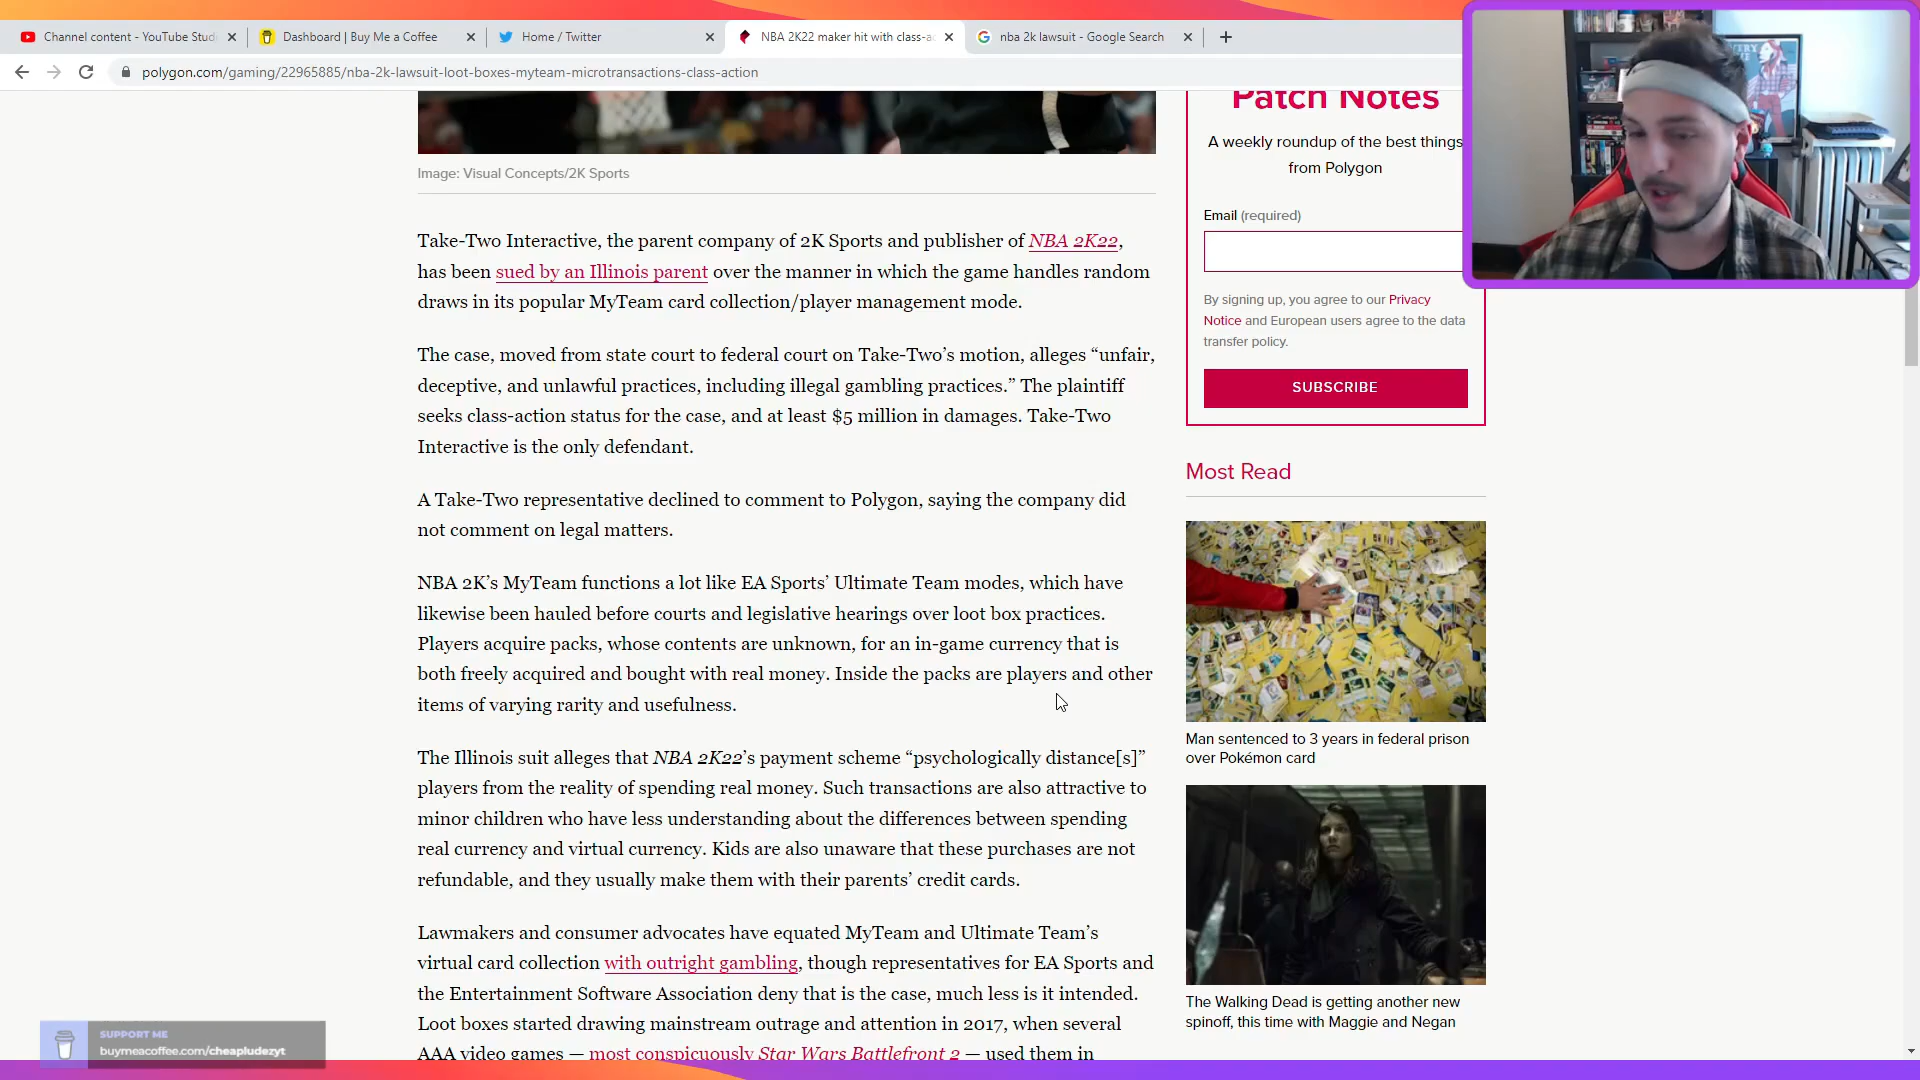 Channel content - YouTube Stud
Dashboard | Buy Me a Coffee
Home / Twitter
NBA 2K22 maker hit with class-ac
nba 2k lawsuit - Google Search
polygon.com/gaming/22965885/nba-2k-lawsuit-loot-boxes-myteam-microtransactions-class-action
Image: Visual Concepts/2K Sports
Take-Two Interactive, the parent company of 2K Sports and publisher of NBA 2K22,
has been sued by an Illinois parent over the manner in which the game handles random
draws in its popular MyTeam card collection/player management mode.
The case, moved from state court to federal court on Take-Two’s motion, alleges “unfair,
deceptive, and unlawful practices, including illegal gambling practices.” The plaintiff
seeks class-action status for the case, and at least $5 million in damages. Take-Two
Interactive is the only defendant.
A Take-Two representative declined to comment to Polygon, saying the company did
not comment on legal matters.
NBA 2K’s MyTeam functions a lot like EA Sports’ Ultimate Team modes, which have
likewise been hauled before courts and legislative hearings over loot box practices.
Players acquire packs, whose contents are unknown, for an in-game currency that is
both freely acquired and bought with real money. Inside the packs are players and other
items of varying rarity and usefulness.
The Illinois suit alleges that NBA 2K22’s payment scheme “psychologically distance[s]”
players from the reality of spending real money. Such transactions are also attractive to
minor children who have less understanding about the differences between spending
real currency and virtual currency. Kids are also unaware that these purchases are not
refundable, and they usually make them with their parents’ credit cards.
Lawmakers and consumer advocates have equated MyTeam and Ultimate Team’s
virtual card collection with outright gambling, though representatives for EA Sports and
the Entertainment Software Association deny that is the case, much less is it intended.
Loot boxes started drawing mainstream outrage and attention in 2017, when several
AAA video games — most conspicuously Star Wars Battlefront 2 — used them in
Patch Notes
A weekly roundup of the best things
from Polygon
Email (required)
By signing up, you agree to our Privacy
Notice and European users agree to the data
transfer policy.
SUBSCRIBE
Most Read
Man sentenced to 3 years in federal prison
over Pokémon card
The Walking Dead is getting another new
spinoff, this time with Maggie and Negan
SUPPORT ME
buymeacoffee.com/cheapludezyt